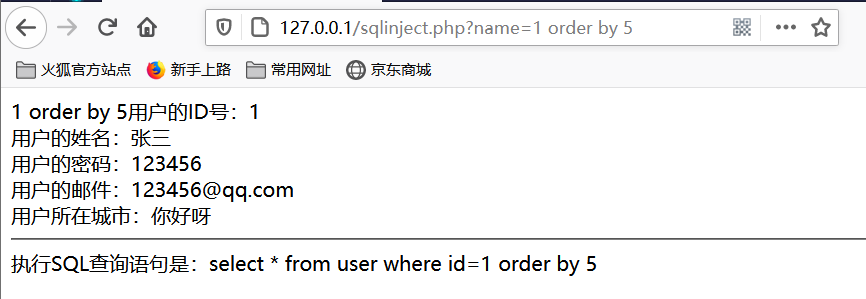 127.0.0.1/sqlinject.php?name=1 order by 5
火狐官方站点 新手上路 常用网址 京东商城
1 order by 5用户的ID号：1
用户的姓名：张三
用户的密码：123456
用户的邮件：123456@qq.com
用户所在城市：你好呀
执行SQL查询语句是：select * from user where id=1 order by 5